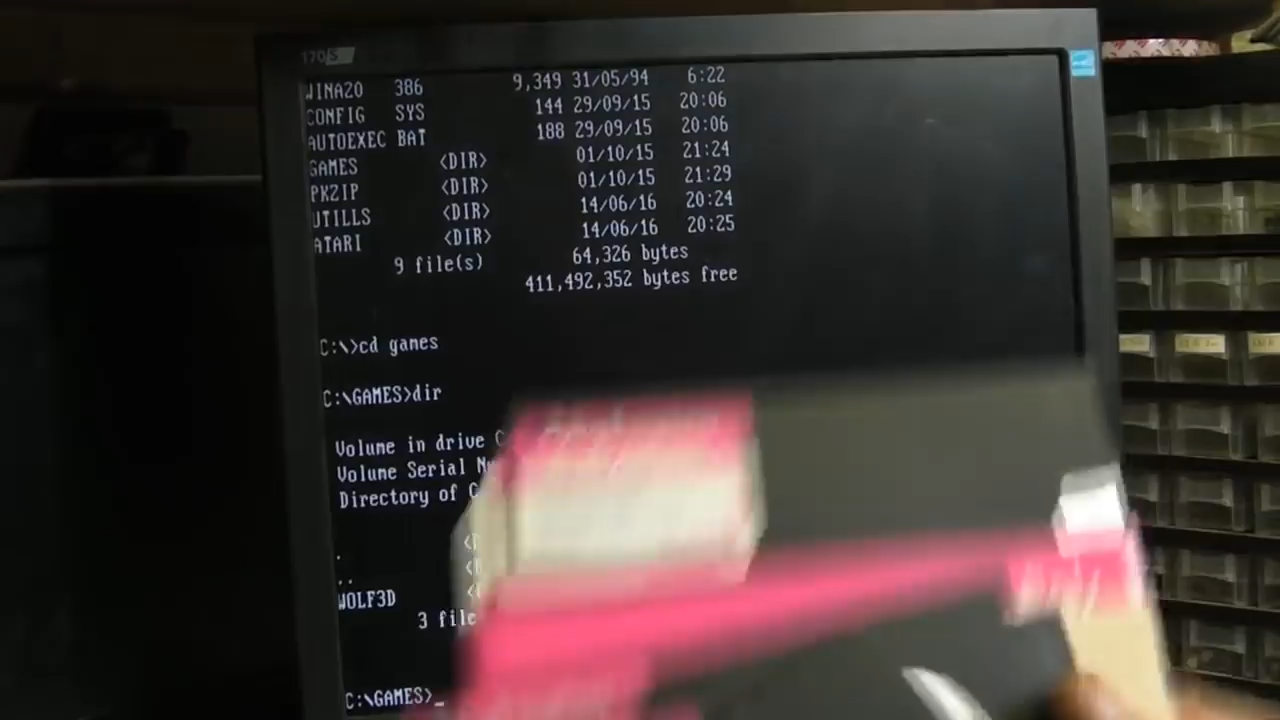 170S
WINA20 386 9,349 31/05/94 6:22
CONFIG SYS 144 29/09/15 20:06
AUTOEXEC BAT 188 29/09/15 20:06
GAMES <DIR> 01/10/15 21:24
PKZIP <DIR> 01/10/15 21:29
UTILLS <DIR> 14/06/16 20:24
ATARI <DIR> 14/06/16 20:25
9 file(s) 64,326 bytes
411,492,352 bytes free
C:\>cd games
C:\GAMES>dir
Volume in drive C
Volume Serial
Directory of
.
..
WOLF3D
3 file
C:\GAMES>_